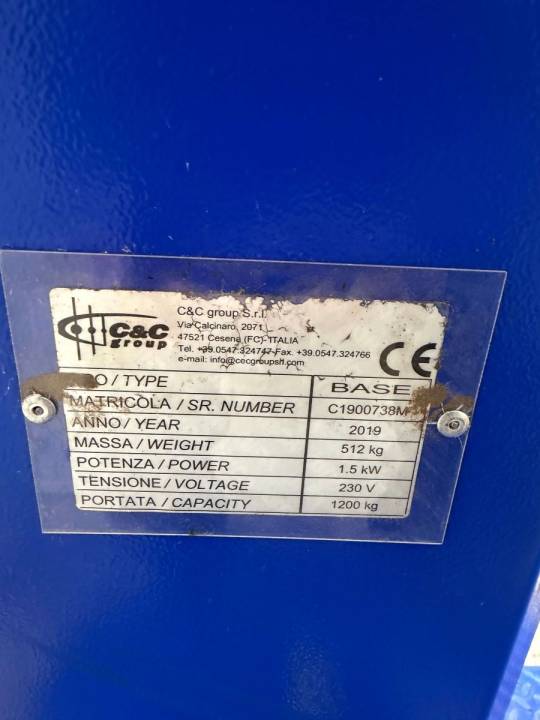 C&C
group
C&C group S.r.l.
Via Calcinaro, 2071
47521 Cesena (FC)-ITALIA
Tel. +39.0547.324747-Fax. +39.0547.324766
e-mail: info@cecgroupsrl.com
CE
O / TYPE BASE
MATRICOLA / SR. NUMBER C1900738M
ANNO / YEAR 2019
MASSA / WEIGHT 512 kg
POTENZA / POWER 1.5 kW
TENSIONE / VOLTAGE 230 V
PORTATA / CAPACITY 1200 kg